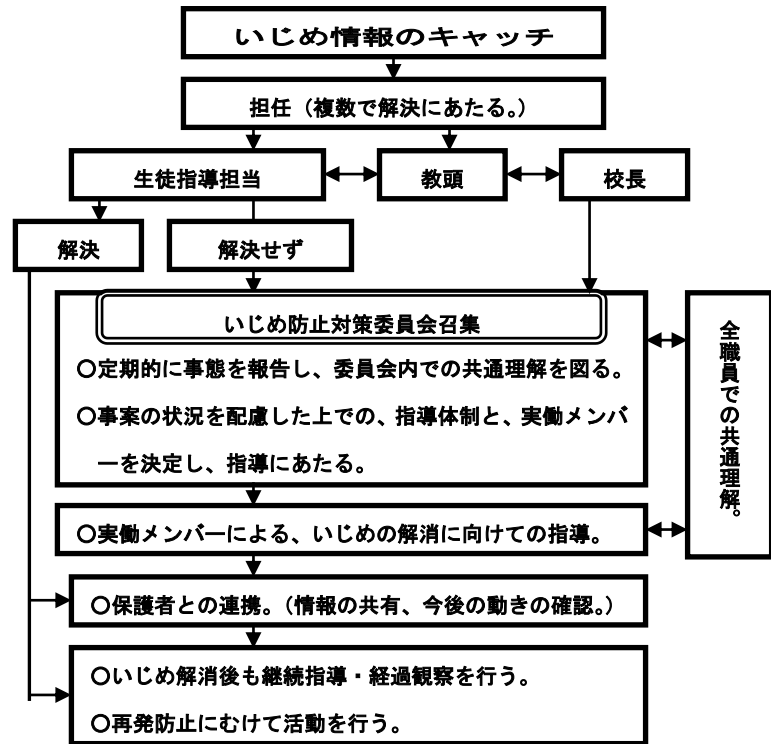 いじめ情報のキャッチ
担任（複数で解決にあたる。）
生徒指導担当
教頭
校長
解決
解決せず
いじめ防止対策委員会召集
○定期的に事態を報告し、委員会内での共通理解を図る。
○事案の状況を配慮した上での、指導体制と、実働メンバ
ーを決定し、指導にあたる。
全職員での共通理解。
○実働メンバーによる、いじめの解消に向けての指導。
○保護者との連携。（情報の共有、今後の動きの確認。）
○いじめ解消後も継続指導・経過観察を行う。
○再発防止にむけて活動を行う。